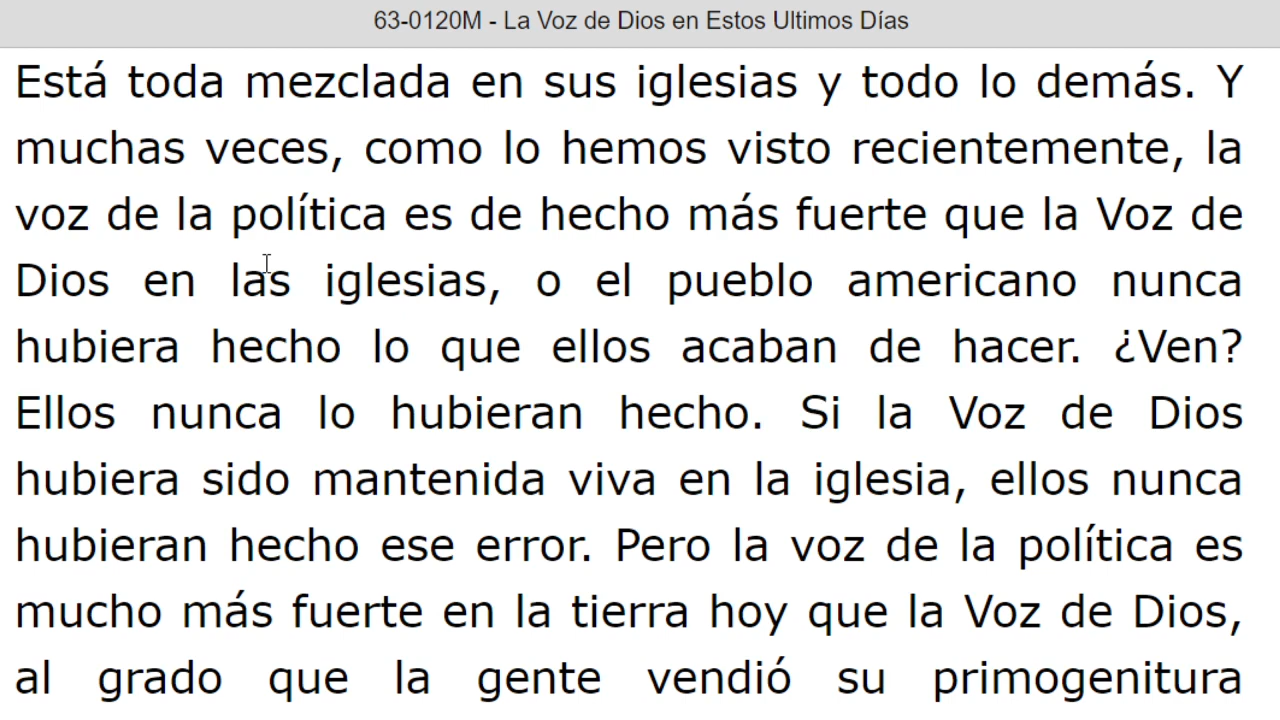 63-0120M - La Voz de Dios en Estos Ultimos Días
Está toda mezclada en sus iglesias y todo lo demás. Y
muchas veces, como lo hemos visto recientemente, la
voz de la política es de hecho más fuerte que la Voz de
Dios en las iglesias, o el pueblo americano nunca
hubiera hecho lo que ellos acaban de hacer. ¿Ven?
Ellos nunca lo hubieran hecho. Si la Voz de Dios
hubiera sido mantenida viva en la iglesia, ellos nunca
hubieran hecho ese error. Pero la voz de la política es
mucho más fuerte en la tierra hoy que la Voz de Dios,
al grado que la gente vendió su primogenitura